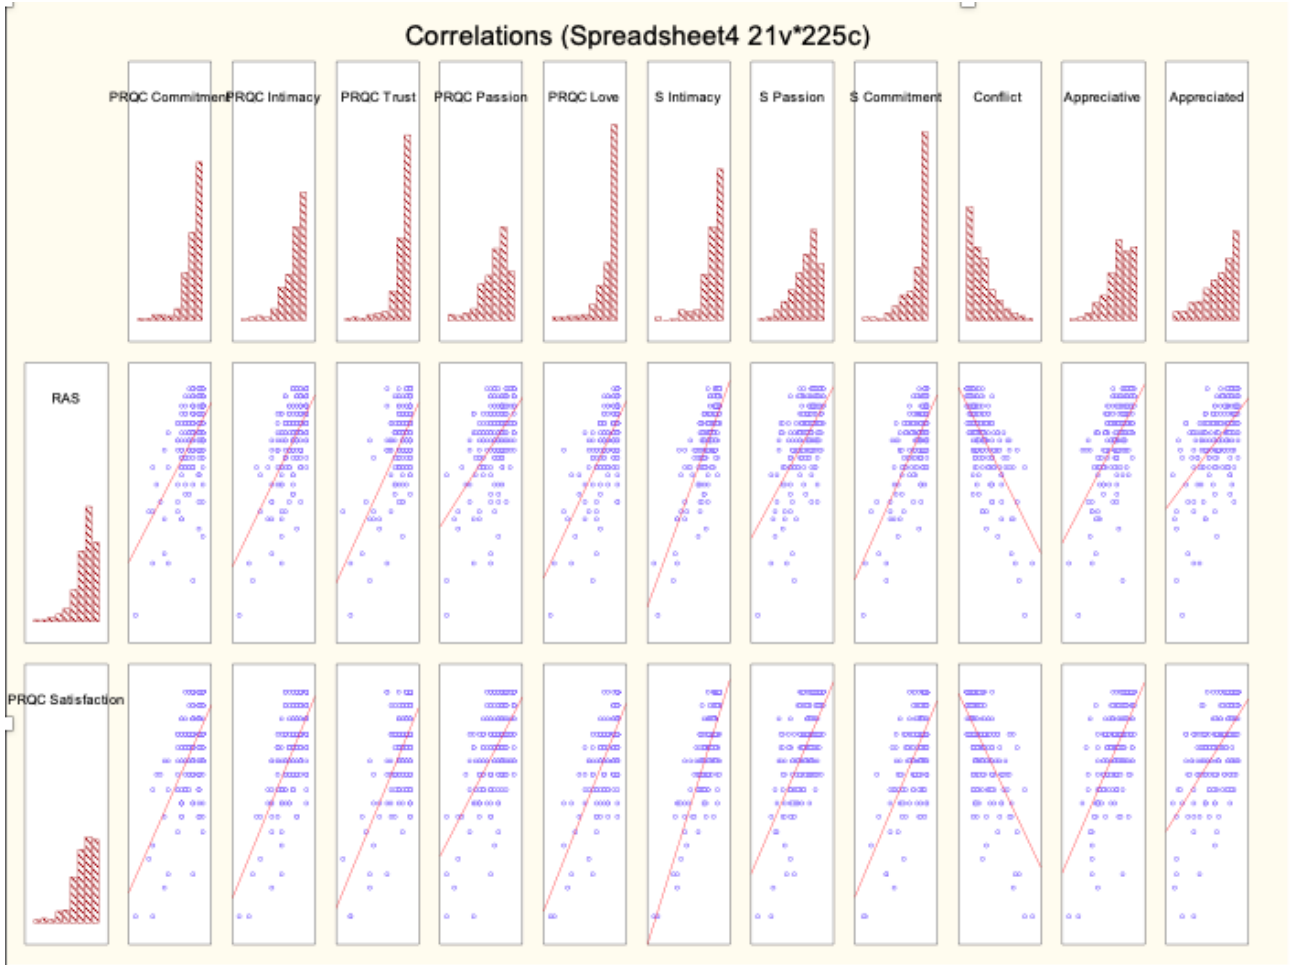 Correlations (Spreadsheet4 21v*225c)
PRQC Commitment PRQC Intimacy PRQC Trust PRQC Passion PRQC Love S Intimacy S Passion S Commitment Conflict Appreciative Appreciated
RAS
PRQC Satisfaction